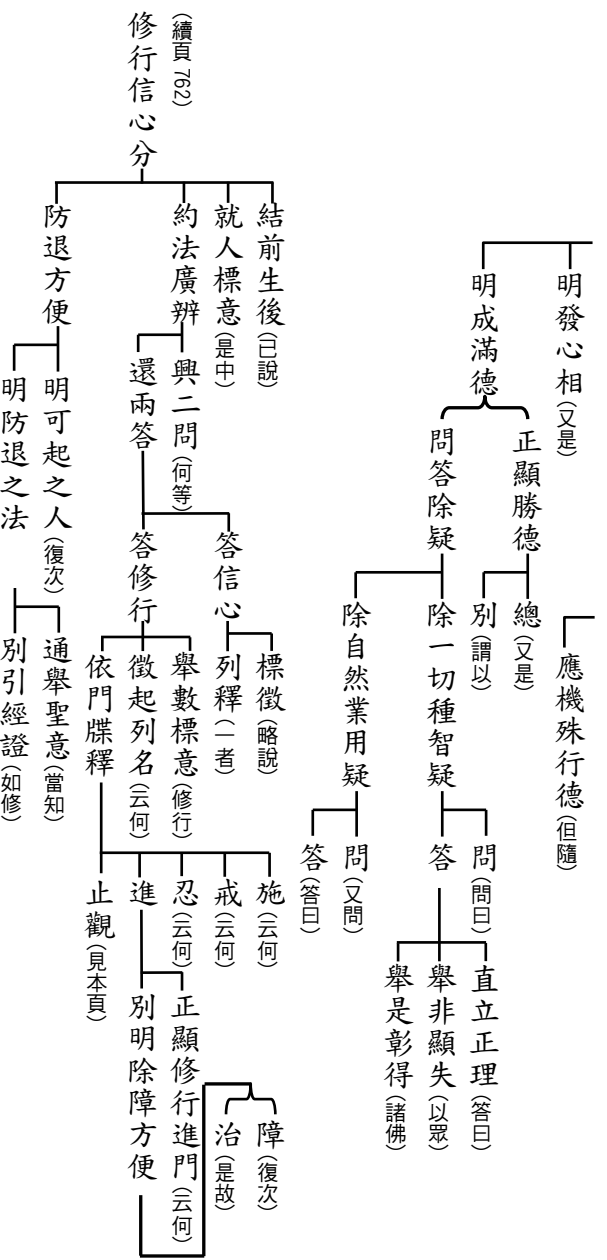 明發心相(又是)
明成滿德
正顯勝德
總(又是)
別(謂以)
問答除疑
除一切種智疑
問(問曰)
答
直立正理(答曰)
舉非顯失(以眾)
舉是彰得(諸佛)
除自然業用疑
問(又問)
答(答曰)
應機殊行德(但隨)
(續頁 762)
修行信心分
結前生後(已說)
就人標意(是中)
約法廣辨
興二問(何等)
還兩答
答信心
標徵(略說)
列釋(一者)
答修行
舉數標意(修行)
徵起列名(云何)
依門牒釋
施(云何)
戒(云何)
忍(云何)
進
正顯修行進門(云何)
別明除障方便
障(復次)
治(是故)
止觀(見本頁)
防退方便
明可起之人(復次)
明防退之法
通舉聖意(當知)
別引經證(如修)